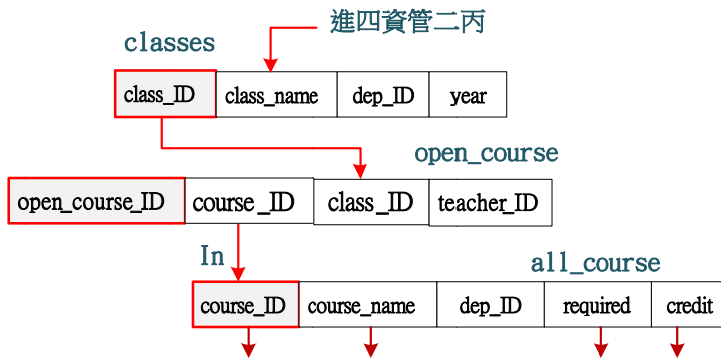 進四資管二丙
classes
class_ID class_name dep_ID year
open_course
open_course_ID course_ID class_ID teacher_ID
In
all_course
course_ID course_name dep_ID required credit